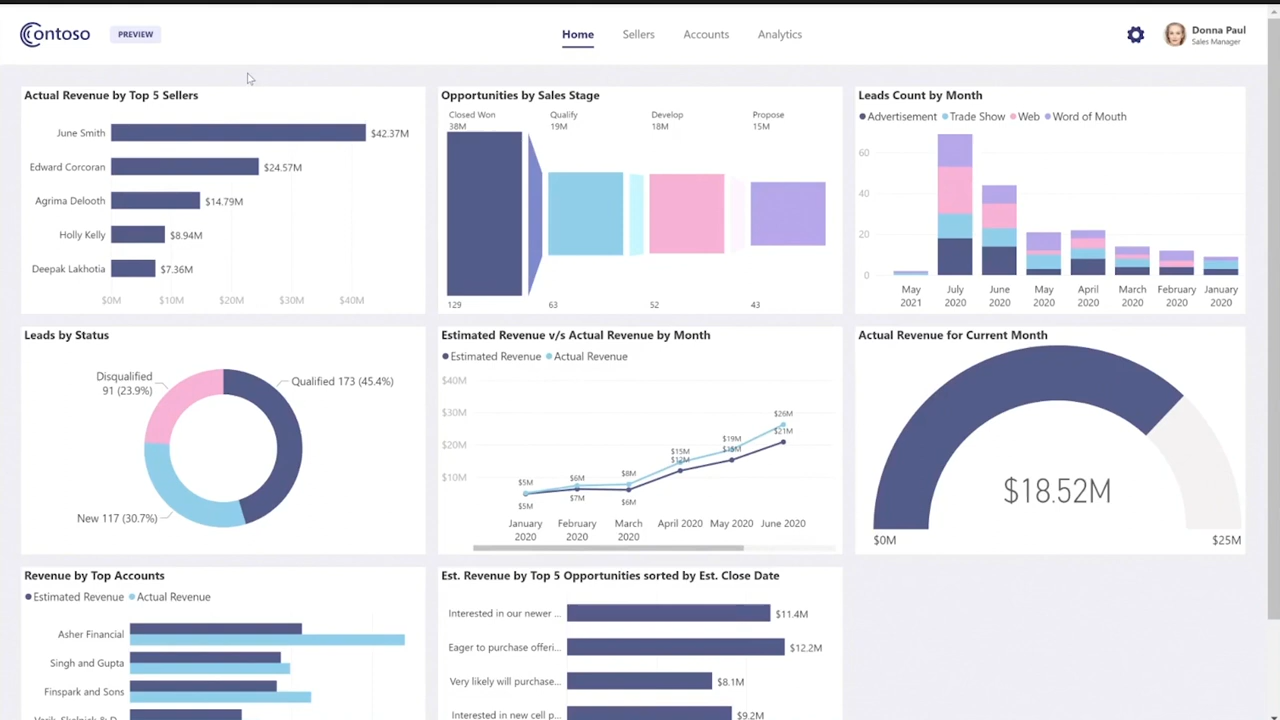 Contoso
PREVIEW
Home
Sellers
Accounts
Analytics
Donna Paul
Sales Manager
Actual Revenue by Top 5 Sellers
June Smith
$42.37M
Edward Corcoran
$24.57M
Agrima Delooth
$14.79M
Holly Kelly
$8.94M
Deepak Lakhotia
$7.36M
$0M $10M $20M $30M $40M
Opportunities by Sales Stage
Closed Won Qualify Develop Propose
38M 19M 18M 15M
129 63 52 43
Leads Count by Month
Advertisement Trade Show Web Word of Mouth
60
40
20
0
May July June May April March February January
2021 2020 2020 2020 2020 2020 2020 2020
Leads by Status
Disqualified
91 (23.9%)
Qualified 173 (45.4%)
New 117 (30.7%)
Estimated Revenue v/s Actual Revenue by Month
Estimated Revenue Actual Revenue
$40M
$30M
$20M
$10M
$26M
$21M
$19M
$15M
$15M
$12M
$8M
$6M
$5M
$7M
$6M
$5M
January February March April 2020 May 2020 June 2020
2020 2020 2020
Actual Revenue for Current Month
$18.52M
$0M
$25M
Revenue by Top Accounts
Estimated Revenue Actual Revenue
Asher Financial
Singh and Gupta
Finspark and Sons
Est. Revenue by Top 5 Opportunities sorted by Est. Close Date
Interested in our newer ...
$11.4M
Eager to purchase offeri...
$12.2M
Very likely will purchase...
$8.1M
Interested in new cell p...
$9.2M